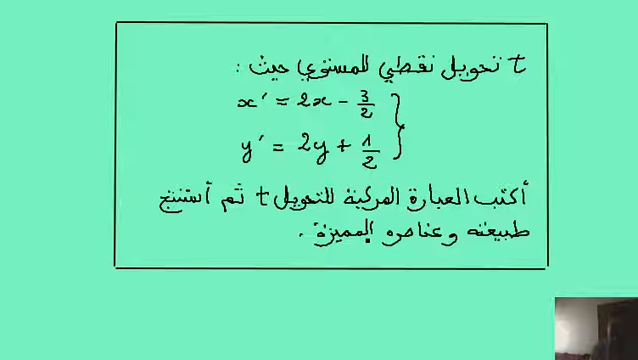 t تحويل نقطي للمستوي حيث :
x' = 2x - 3/2
y' = 2y + 1/2
أكتب العبارة المركبة للتحويل t ثم أستنتج
طبيعته وعناصره المميزة .